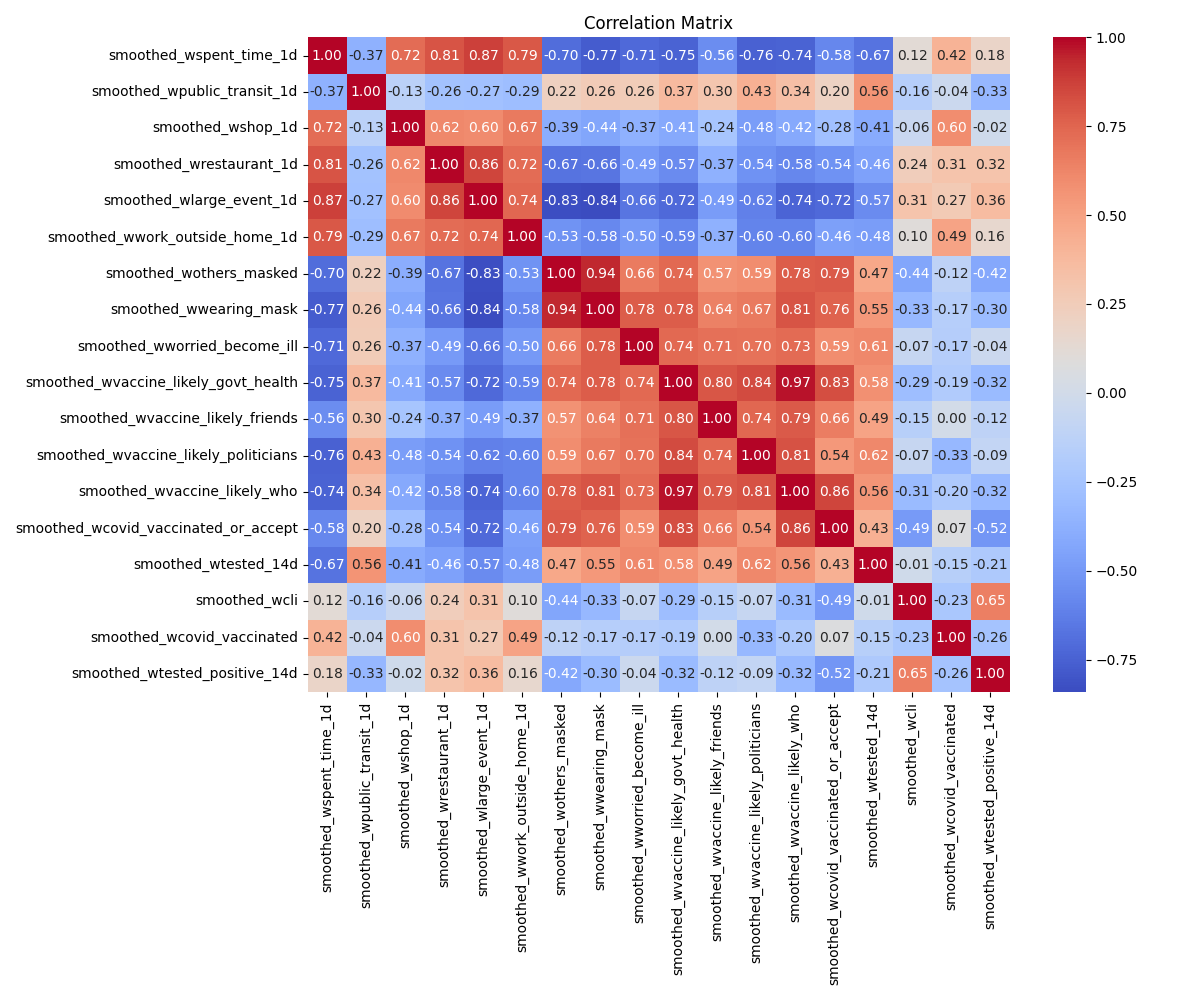 Correlation Matrix
smoothed_wspent_time_1d 1.00 -0.37 0.72 0.81 0.87 0.79 -0.70 -0.77 -0.71 -0.75 -0.56 -0.76 -0.74 -0.58 -0.67 0.12 0.42 0.18
smoothed_wpublic_transit_1d -0.37 1.00 -0.13 -0.26 -0.27 -0.29 0.22 0.26 0.26 0.37 0.30 0.43 0.34 0.20 0.56 -0.16 -0.04 -0.33
smoothed_wshop_1d 0.72 -0.13 1.00 0.62 0.60 0.67 -0.39 -0.44 -0.37 -0.41 -0.24 -0.48 -0.42 -0.28 -0.41 -0.06 0.60 -0.02
smoothed_wrestaurant_1d 0.81 -0.26 0.62 1.00 0.86 0.72 -0.67 -0.66 -0.49 -0.57 -0.37 -0.54 -0.58 -0.54 -0.46 0.24 0.31 0.32
smoothed_wlarge_event_1d 0.87 -0.27 0.60 0.86 1.00 0.74 -0.83 -0.84 -0.66 -0.72 -0.49 -0.62 -0.74 -0.72 -0.57 0.31 0.27 0.36
smoothed_wwork_outside_home_1d 0.79 -0.29 0.67 0.72 0.74 1.00 -0.53 -0.58 -0.50 -0.59 -0.37 -0.60 -0.60 -0.46 -0.48 0.10 0.49 0.16
smoothed_wothers_masked -0.70 0.22 -0.39 -0.67 -0.83 -0.53 1.00 0.94 0.66 0.74 0.57 0.59 0.78 0.79 0.47 -0.44 -0.12 -0.42
smoothed_wwearing_mask -0.77 0.26 -0.44 -0.66 -0.84 -0.58 0.94 1.00 0.78 0.78 0.64 0.67 0.81 0.76 0.55 -0.33 -0.17 -0.30
smoothed_wworried_become_ill -0.71 0.26 -0.37 -0.49 -0.66 -0.50 0.66 0.78 1.00 0.74 0.71 0.70 0.73 0.59 0.61 -0.07 -0.17 -0.04
smoothed_wvaccine_likely_govt_health -0.75 0.37 -0.41 -0.57 -0.72 -0.59 0.74 0.78 0.74 1.00 0.80 0.84 0.97 0.83 0.58 -0.29 -0.19 -0.32
smoothed_wvaccine_likely_friends -0.56 0.30 -0.24 -0.37 -0.49 -0.37 0.57 0.64 0.71 0.80 1.00 0.74 0.79 0.66 0.49 -0.15 0.00 -0.12
smoothed_wvaccine_likely_politicians -0.76 0.43 -0.48 -0.54 -0.62 -0.60 0.59 0.67 0.70 0.84 0.74 1.00 0.81 0.54 0.62 -0.07 -0.33 -0.09
smoothed_wvaccine_likely_who -0.74 0.34 -0.42 -0.58 -0.74 -0.60 0.78 0.81 0.73 0.97 0.79 0.81 1.00 0.86 0.56 -0.31 -0.20 -0.32
smoothed_wcovid_vaccinated_or_accept -0.58 0.20 -0.28 -0.54 -0.72 -0.46 0.79 0.76 0.59 0.83 0.66 0.54 0.86 1.00 0.43 -0.49 0.07 -0.52
smoothed_wtested_14d -0.67 0.56 -0.41 -0.46 -0.57 -0.48 0.47 0.55 0.61 0.58 0.49 0.62 0.56 0.43 1.00 -0.01 -0.15 -0.21
smoothed_wcli 0.12 -0.16 -0.06 0.24 0.31 0.10 -0.44 -0.33 -0.07 -0.29 -0.15 -0.07 -0.31 -0.49 -0.01 1.00 -0.23 0.65
smoothed_wcovid_vaccinated 0.42 -0.04 0.60 0.31 0.27 0.49 -0.12 -0.17 -0.17 -0.19 0.00 -0.33 -0.20 0.07 -0.15 -0.23 1.00 -0.26
smoothed_wtested_positive_14d 0.18 -0.33 -0.02 0.32 0.36 0.16 -0.42 -0.30 -0.04 -0.32 -0.12 -0.09 -0.32 -0.52 -0.21 0.65 -0.26 1.00
smoothed_wspent_time_1d
smoothed_wpublic_transit_1d
smoothed_wshop_1d
smoothed_wrestaurant_1d
smoothed_wlarge_event_1d
smoothed_wwork_outside_home_1d
smoothed_wothers_masked
smoothed_wwearing_mask
smoothed_wworried_become_ill
smoothed_wvaccine_likely_govt_health
smoothed_wvaccine_likely_friends
smoothed_wvaccine_likely_politicians
smoothed_wvaccine_likely_who
smoothed_wcovid_vaccinated_or_accept
smoothed_wtested_14d
smoothed_wcli
smoothed_wcovid_vaccinated
smoothed_wtested_positive_14d
1.00
0.75
0.50
0.25
0.00
−0.25
−0.50
−0.75